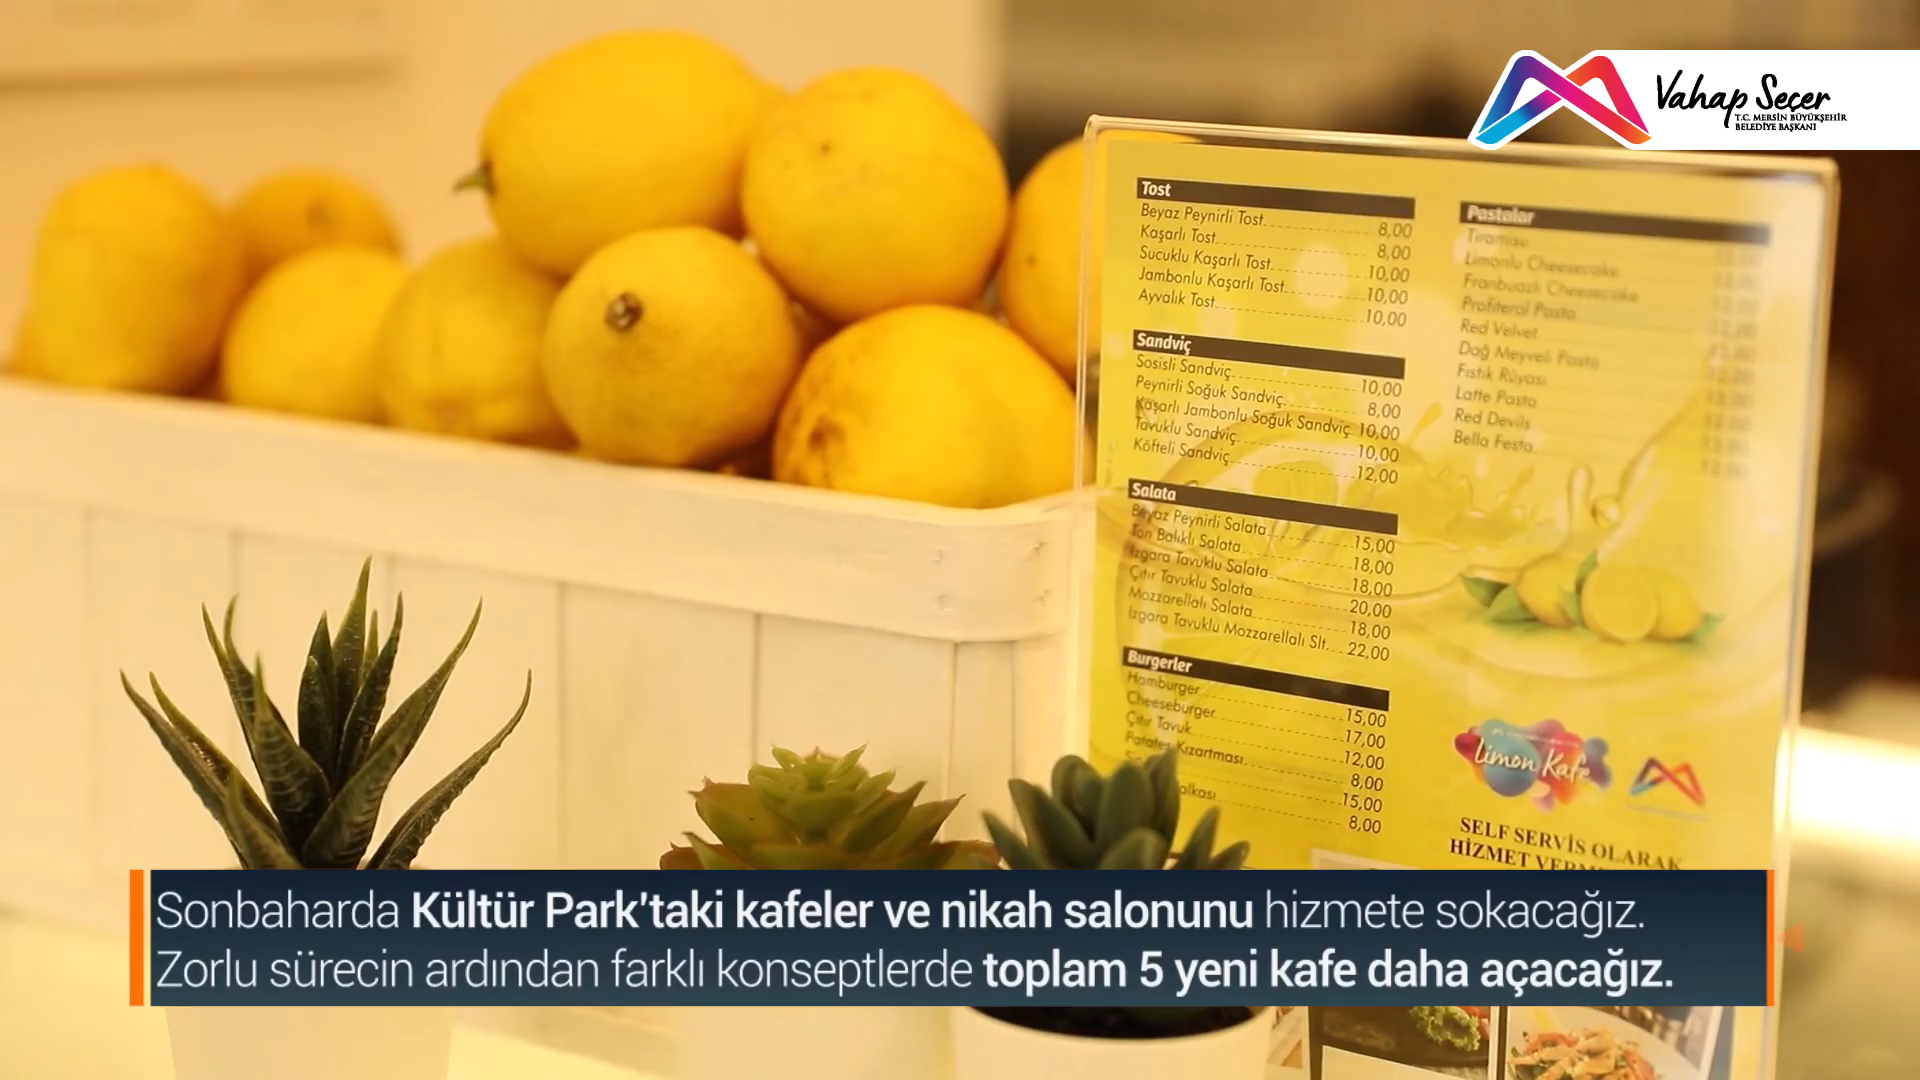 Vahap Seçer
T.C. MERSİN BÜYÜKŞEHİR
BELEDİYE BAŞKANI
Tost
Beyaz Peynirli Tost 8,00
Kaşarlı Tost 8,00
Sucuklu Kaşarlı Tost 10,00
Jambonlu Kaşarlı Tost 10,00
Ayvalık Tost 10,00
Sandviç
Sosisli Sandviç 10,00
Peynirli Soğuk Sandviç 8,00
Kaşarlı Jambonlu Soğuk Sandviç 10,00
Tavuklu Sandviç 10,00
Köfteli Sandviç 12,00
Salata
Beyaz Peynirli Salata 15,00
Ton Balıklı Salata 18,00
Izgara Tavuklu Salata 18,00
Çıtır Tavuklu Salata 20,00
Mozzarellalı Salata 18,00
Izgara Tavuklu Mozzarellalı Slt. 22,00
Burgerler
Hamburger 15,00
Cheeseburger 17,00
Çıtır Tavuk 12,00
Patates Kızartması 8,00
15,00
8,00
Pastalar
Tiramisu
Limonlu Cheesecake
Franbuazlı Cheesecake
Profiterol Pasta
Red Velvet
Dağ Meyveli Pasta
Fıstık Rüyası
Latte Pasta
Red Devils
Bella Festa
Limon Kafe
SELF SERVİS OLARAK
HİZMET
Sonbaharda Kültür Park'taki kafeler ve nikah salonunu hizmete sokacağız.
Zorlu sürecin ardından farklı konseptlerde toplam 5 yeni kafe daha açacağız.